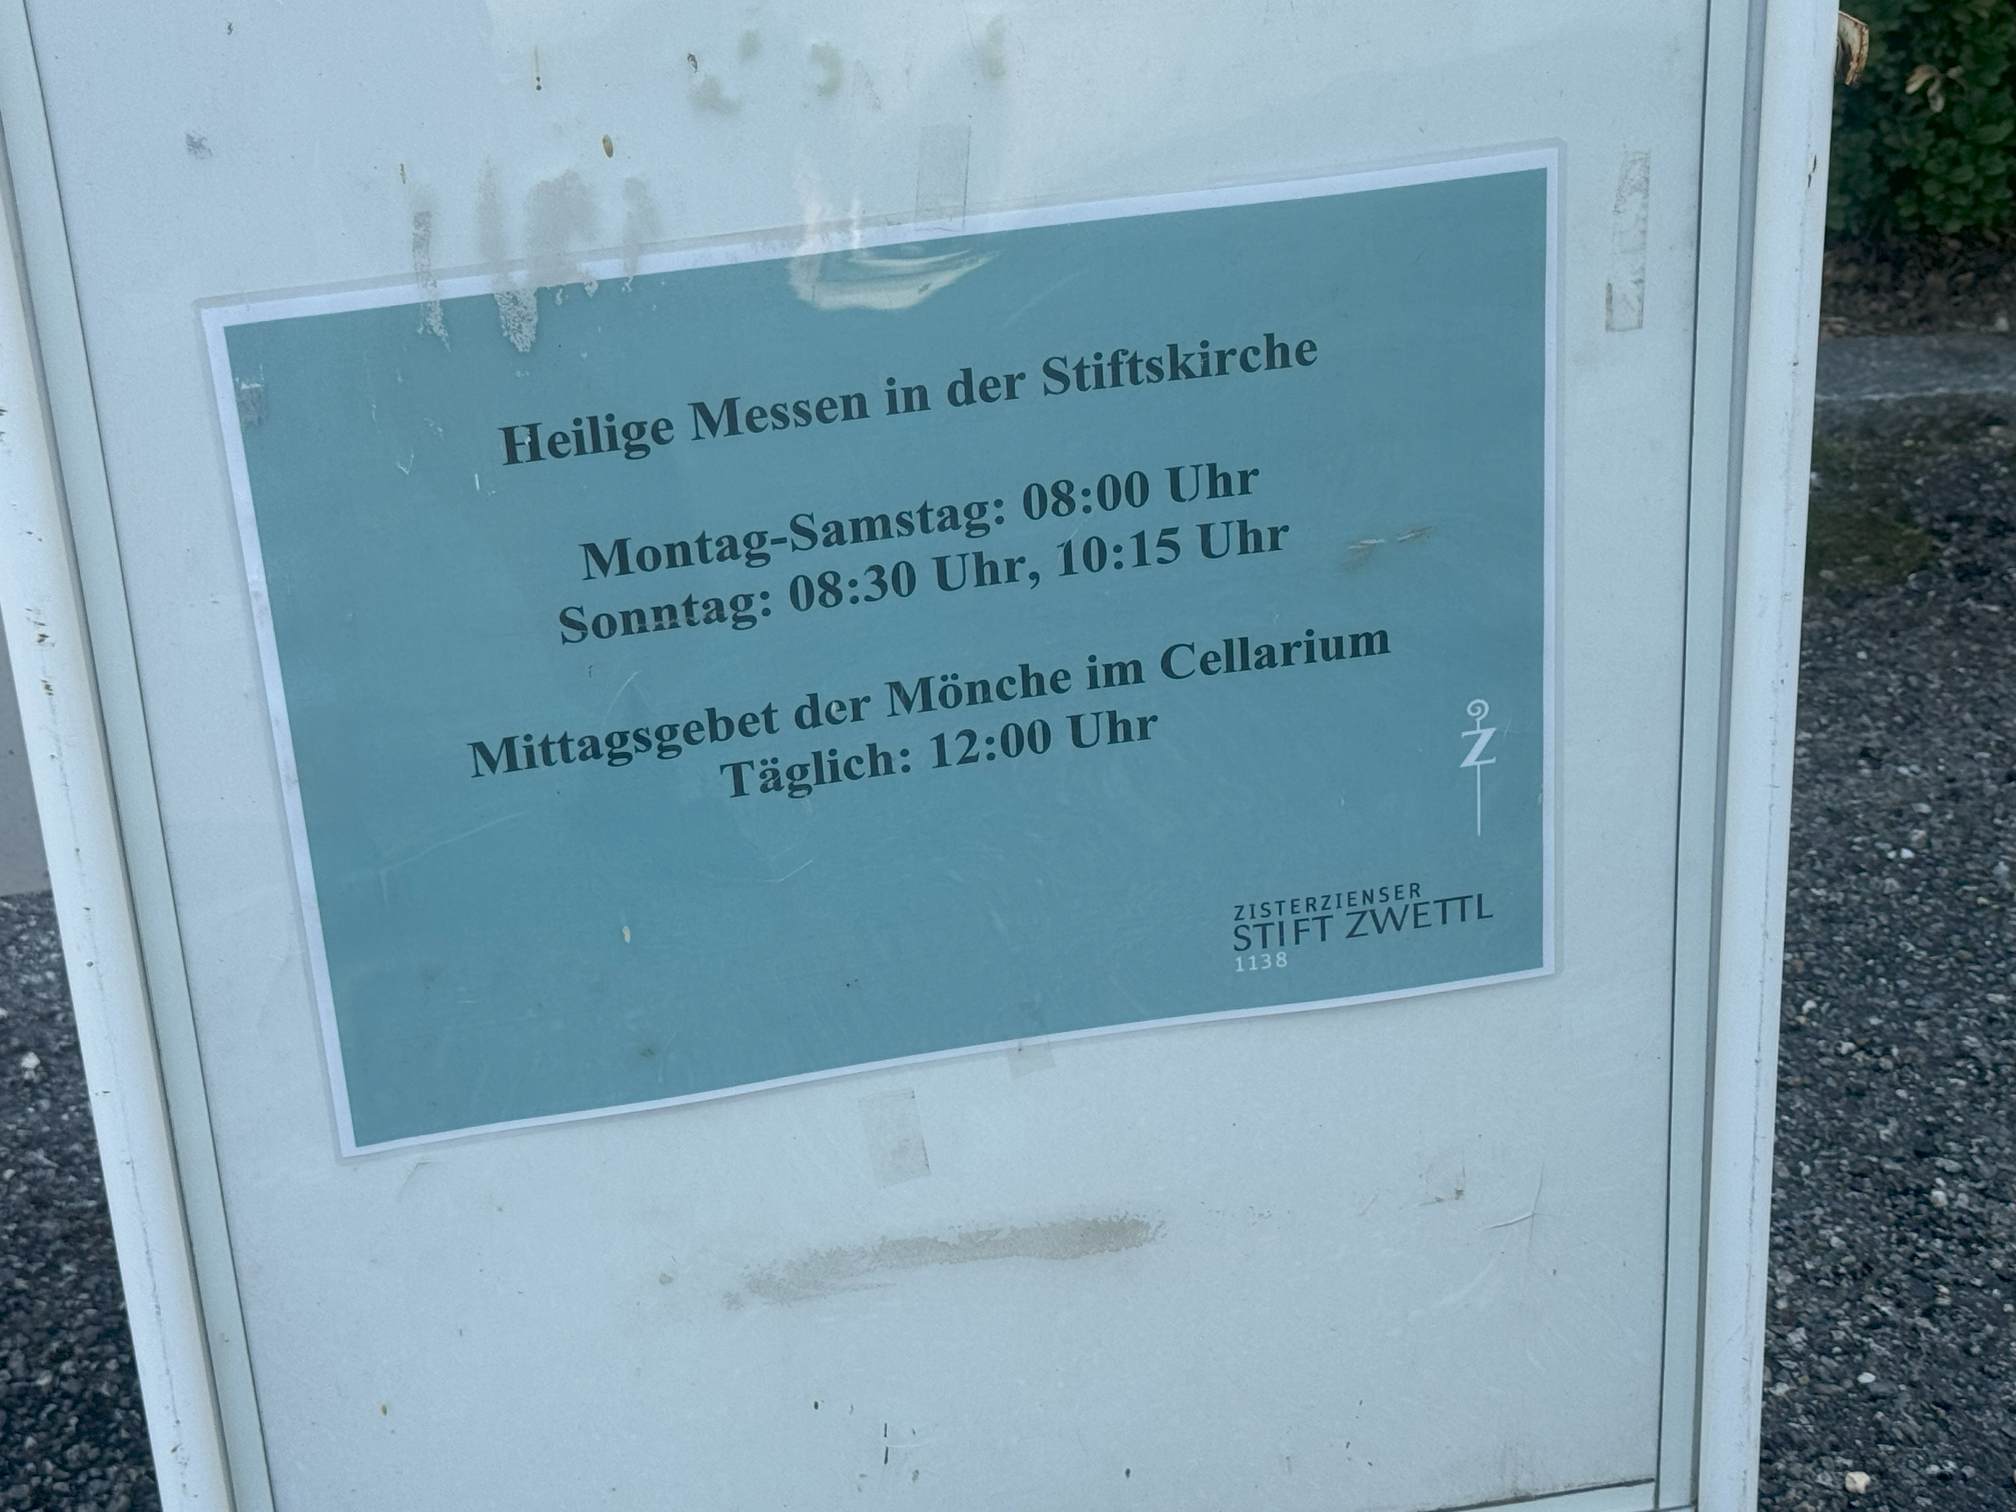 Heilige Messen in der Stiftskirche
Montag-Samstag: 08:00 Uhr
Sonntag: 08:30 Uhr, 10:15 Uhr
Mittagsgebet der Mönche im Cellarium
Täglich: 12:00 Uhr
Z
ZISTERZIENSER
STIFT ZWETTL
1138